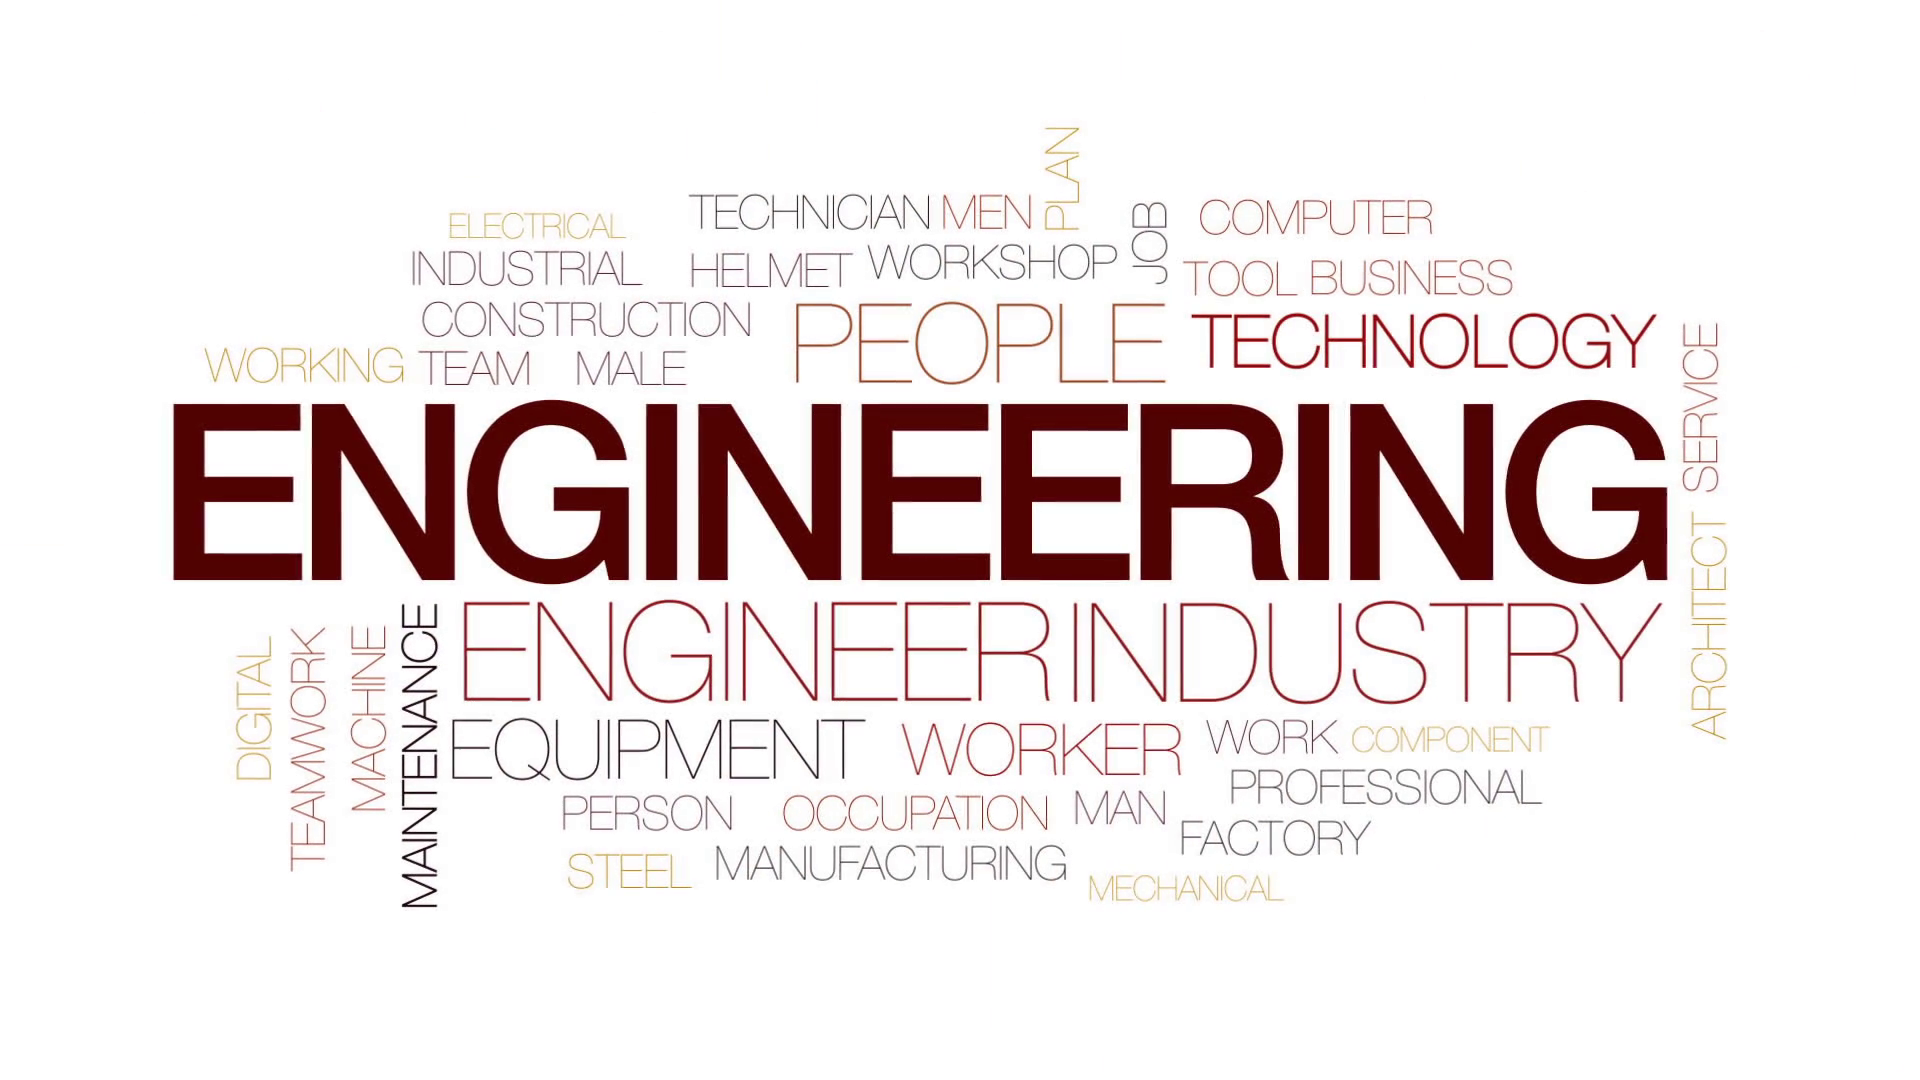 PLAN
TECHNICIAN MEN
JOB
COMPUTER
ELECTRICAL
INDUSTRIAL
HELMET
WORKSHOP
TOOL BUSINESS
CONSTRUCTION
PEOPLE
TECHNOLOGY
WORKING TEAM MALE
SERVICE
ENGINEERING
ARCHITECT
DIGITAL
TEAMWORK
MACHINE
MAINTENANCE
ENGINEER INDUSTRY
EQUIPMENT
WORKER
WORK
COMPONENT
PROFESSIONAL
PERSON
OCCUPATION
MAN
FACTORY
STEEL
MANUFACTURING
MECHANICAL